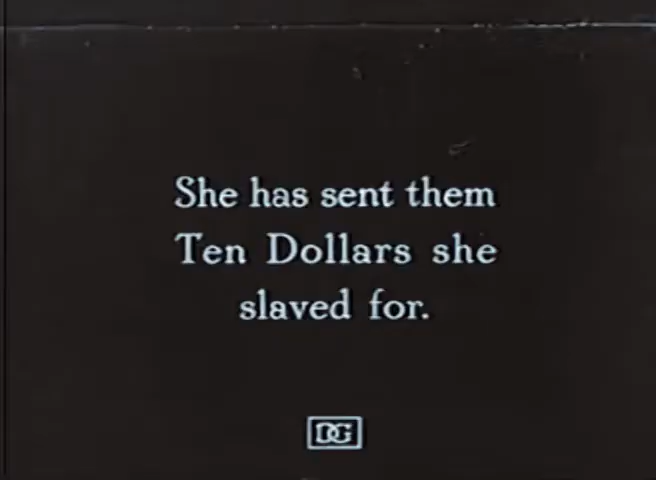 She has sent them
Ten Dollars she
slaved for.
DG